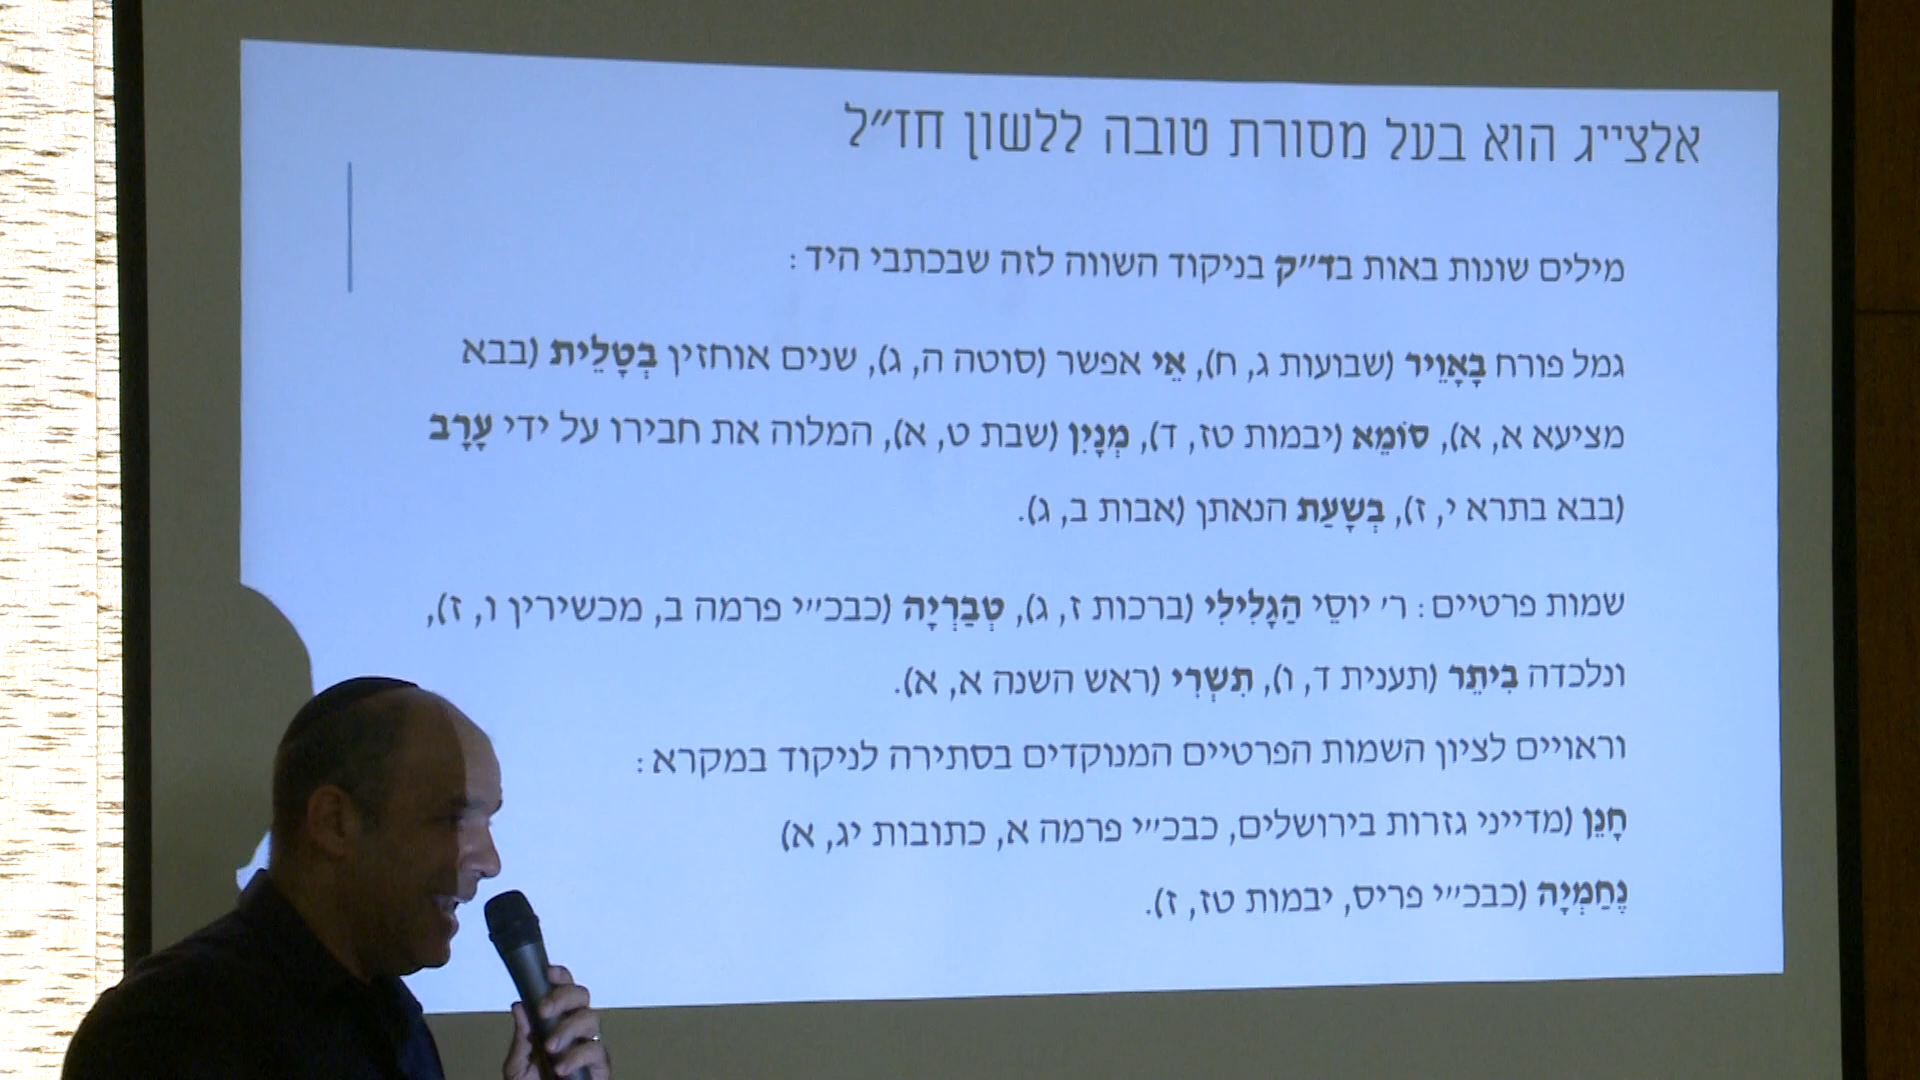 אלצייג הוא בעל מסורת טובה ללשון חז״ל
מילים שונות באות בד״ק בניקוד השווה לזה שבכתבי היד:
גמל פורח בָּאֲוֵיר (שבועות ג, ח), אֵי אפשר (סוטה ה, ג), שנים אוחזין בְּטָלֵית (בבא
מציעא א, א), סוֹמֵא (יבמות טז, ד), מְנָיִן (שבת ט, א), המלוה את חבירו על ידי עָרָב
(בבא בתרא י, ז), בְּשָׁעַת הנאתן (אבות ב, ג).
שמות פרטיים: ר׳ יוסֵי הַגָּלִילִי (ברכות ז, ג), טְבַרְיָה (כבכ״י פרמה ב, מכשירין ו, ז),
ונלכדה בִּיתֵר (תענית ד, ו), תִּשְׁרִי (ראש השנה א, א).
וראויים לציון השמות הפרטיים המנוקדים בסתירה לניקוד במקרא:
חָנֵן (מדייני גזרות בירושלים, כבכ״י פרמה א, כתובות יג, א)
נֶחַמְיָה (כבכ״י פריס, יבמות טז, ז).